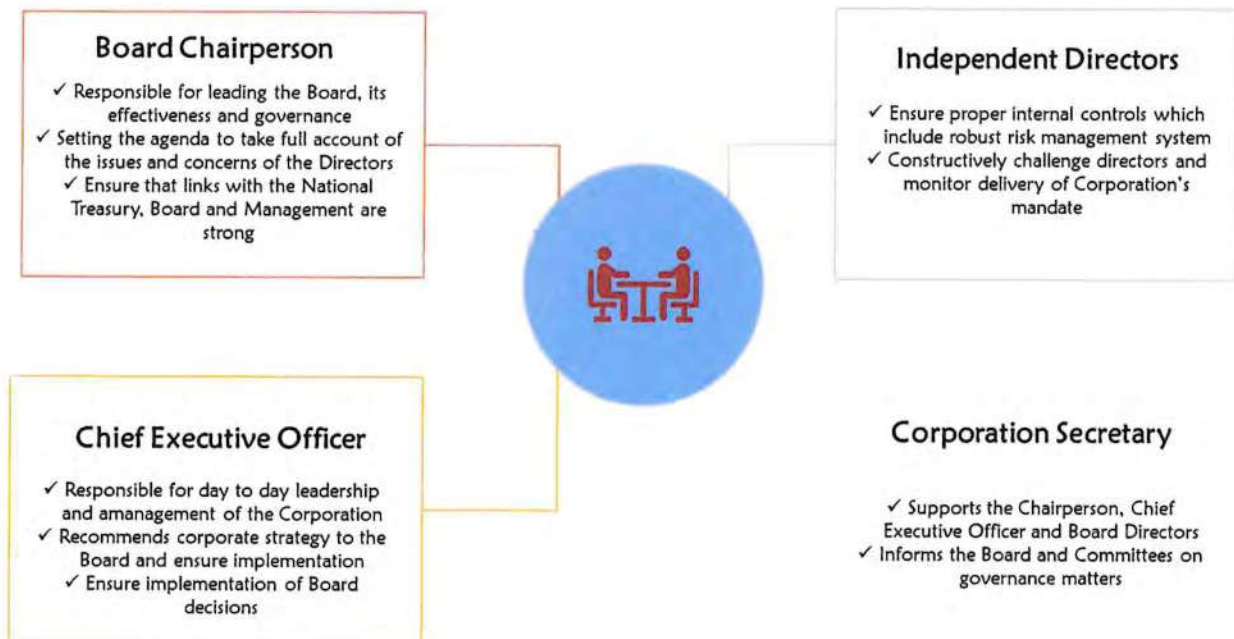 Board Chairperson
✓ Responsible for leading the Board, its
effectiveness and governance
✓ Setting the agenda to take full account of
the issues and concerns of the Directors
✓ Ensure that links with the National
Treasury, Board and Management are
strong
Independent Directors
✓ Ensure proper internal controls which
include robust risk management system
✓ Constructively challenge directors and
monitor delivery of Corporation's
mandate
Chief Executive Officer
✓ Responsible for day to day leadership
and amanagement of the Corporation
✓ Recommends corporate strategy to the
Board and ensure implementation
✓ Ensure implementation of Board
decisions
Corporation Secretary
✓ Supports the Chairperson, Chief
Executive Officer and Board Directors
✓ Informs the Board and Committees on
governance matters